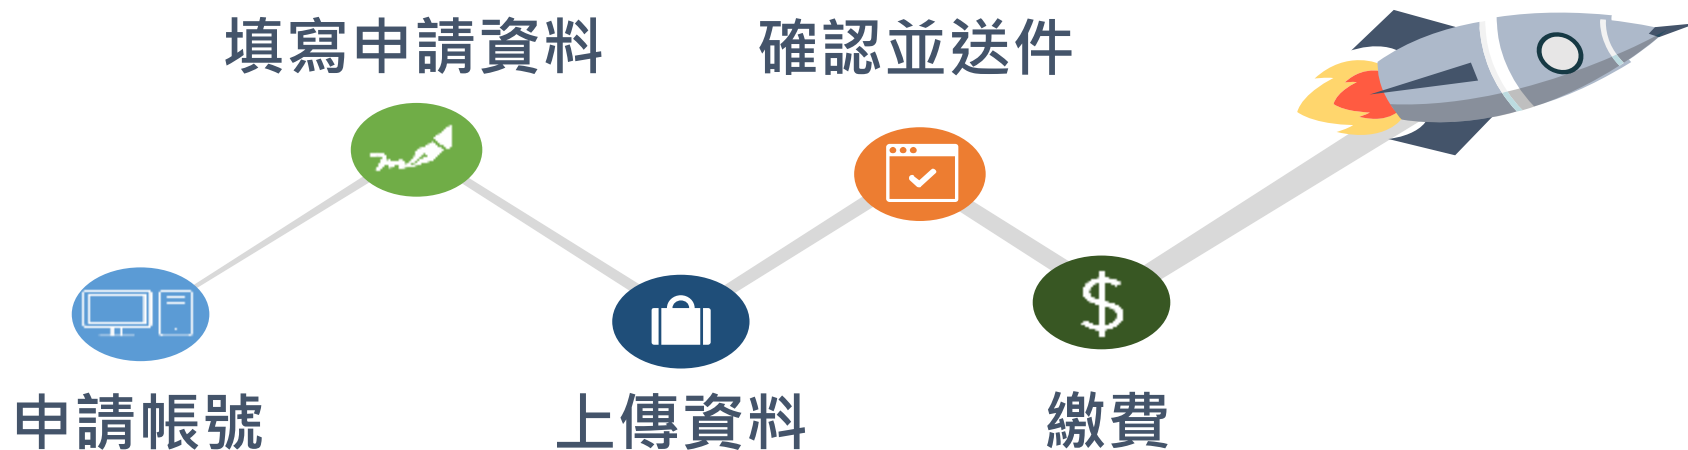 填寫申請資料
確認並送件
申請帳號
上傳資料
繳費